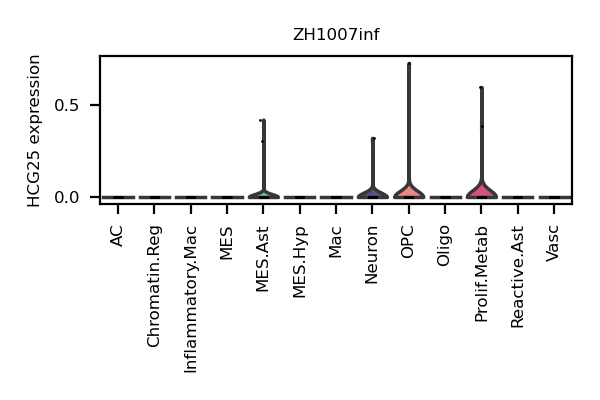 ZH1007inf
HCG25 expression
0.5
0.0
AC
Chromatin.Reg
Inflammatory.Mac
MES
MES.Ast
MES.Hyp
Mac
Neuron
OPC
Oligo
Prolif.Metab
Reactive.Ast
Vasc